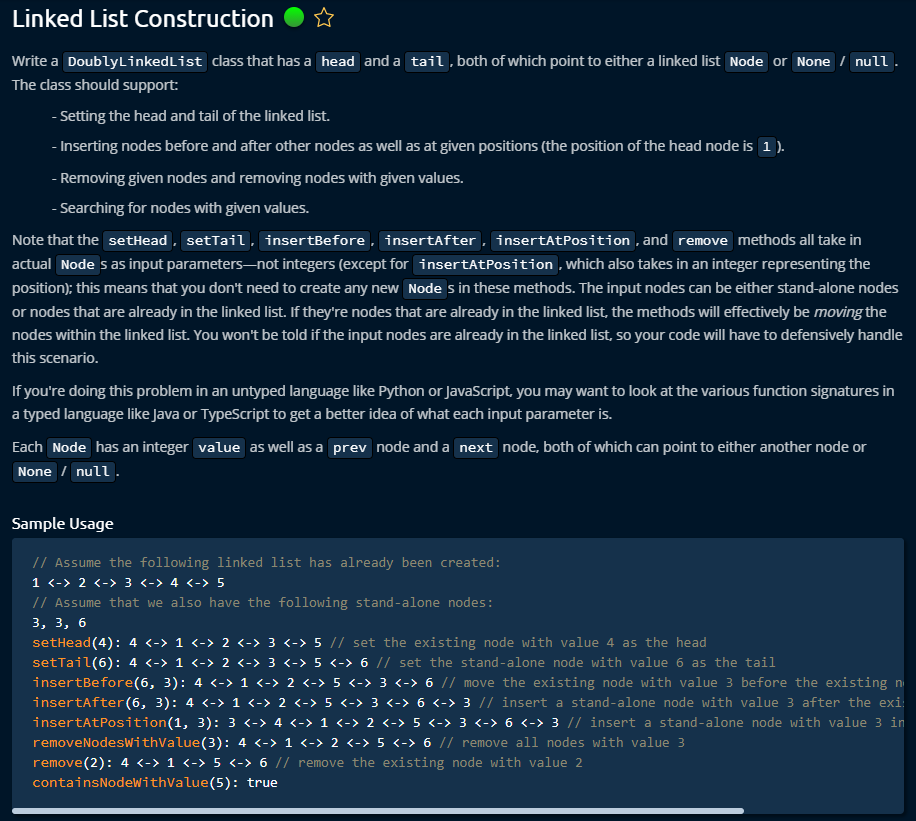 Linked List Construction
Write a DoublyLinkedList class that has a head and a tail, both of which point to either a linked list Node or None / null.
The class should support:
- Setting the head and tail of the linked list.
- Inserting nodes before and after other nodes as well as at given positions (the position of the head node is 1).
- Removing given nodes and removing nodes with given values.
- Searching for nodes with given values.
Note that the setHead, setTail, insertBefore, insertAfter, insertAtPosition, and remove methods all take in
actual Nodes as input parameters—not integers (except for insertAtPosition, which also takes in an integer representing the
position); this means that you don't need to create any new Nodes in these methods. The input nodes can be either stand-alone nodes
or nodes that are already in the linked list. If they're nodes that are already in the linked list, the methods will effectively be moving the
nodes within the linked list. You won't be told if the input nodes are already in the linked list, so your code will have to defensively handle
this scenario.
If you're doing this problem in an untyped language like Python or JavaScript, you may want to look at the various function signatures in
a typed language like Java or TypeScript to get a better idea of what each input parameter is.
Each Node has an integer value as well as a prev node and a next node, both of which can point to either another node or
None / null.
Sample Usage
// Assume the following linked list has already been created:
1 <-> 2 <-> 3 <-> 4 <-> 5
// Assume that we also have the following stand-alone nodes:
3, 3, 6
setHead(4): 4 <-> 1 <-> 2 <-> 3 <-> 5 // set the existing node with value 4 as the head
setTail(6): 4 <-> 1 <-> 2 <-> 3 <-> 5 <-> 6 // set the stand-alone node with value 6 as the tail
insertBefore(6, 3): 4 <-> 1 <-> 2 <-> 5 <-> 3 <-> 6 // move the existing node with value 3 before the existing
insertAfter(6, 3): 4 <-> 1 <-> 2 <-> 5 <-> 3 <-> 6 <-> 3 // insert a stand-alone node with value 3 after the
insertAtPosition(1, 3): 3 <-> 4 <-> 1 <-> 2 <-> 5 <-> 3 <-> 6 <-> 3 // insert a stand-alone node with value 3
removeNodesWithValue(3): 4 <-> 1 <-> 2 <-> 5 <-> 6 // remove all nodes with value 3
remove(2): 4 <-> 1 <-> 5 <-> 6 // remove the existing node with value 2
containsNodeWithValue(5): true